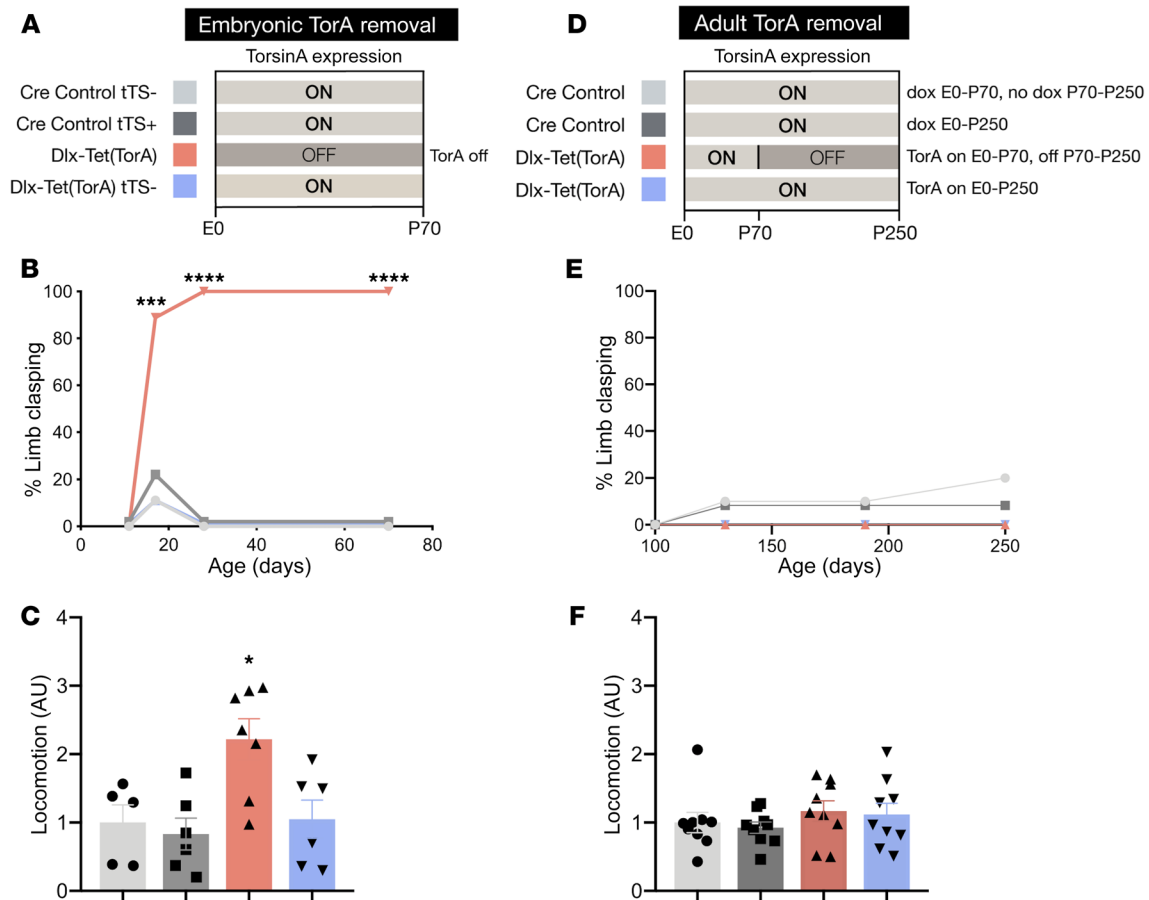 A
Embryonic TorA removal
TorsinA expression
Cre Control tTS-
ON
Cre Control tTS+
ON
Dlx-Tet(TorA)
OFF
TorA off
Dlx-Tet(TorA) tTS-
ON
E0
P70
D
Adult TorA removal
TorsinA expression
Cre Control
ON
dox E0-P70, no dox P70-P250
Cre Control
ON
dox E0-P250
Dlx-Tet(TorA)
ON
OFF
TorA on E0-P70, off P70-P250
Dlx-Tet(TorA)
ON
TorA on E0-P250
E0
P70
P250
B
% Limb clasping
100
80
60
40
20
0
***
****
****
0
20
40
60
80
Age (days)
E
% Limb clasping
100
80
60
40
20
0
100
150
200
250
Age (days)
C
Locomotion (AU)
4
3
2
1
0
*
F
Locomotion (AU)
4
3
2
1
0